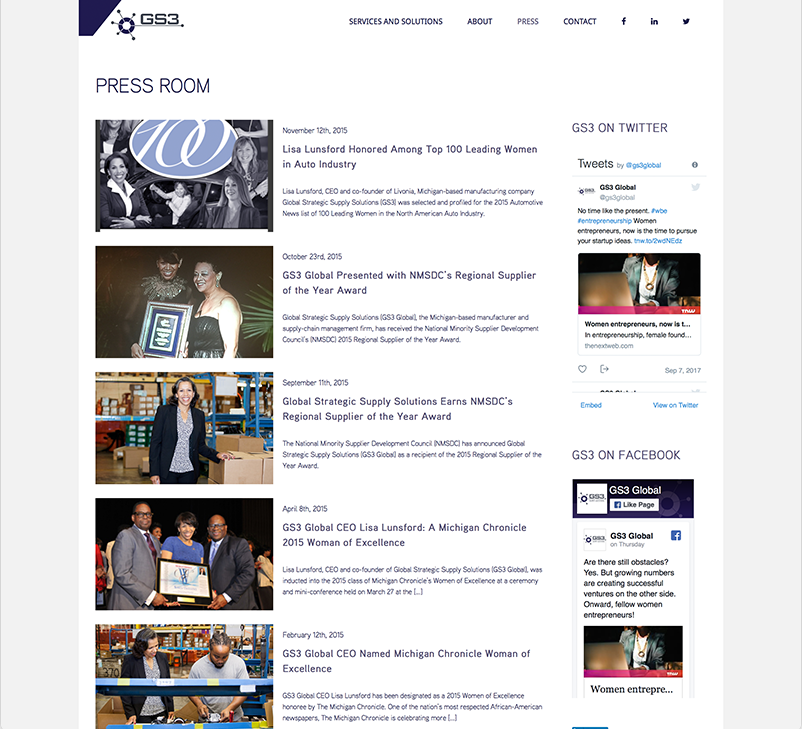 GS3
SERVICES AND SOLUTIONS ABOUT PRESS CONTACT
PRESS ROOM
100
November 12th, 2015
Lisa Lunsford Honored Among Top 100 Leading Women
in Auto Industry
Lisa Lunsford, CEO and co-founder of Livonia, Michigan-based manufacturing company
Global Strategic Supply Solutions (GS3) was selected and profiled for the 2015 Automotive
News list of 100 Leading Women in the North American Auto Industry.
October 23rd, 2015
GS3 Global Presented with NMSDC's Regional Supplier
of the Year Award
Global Strategic Supply Solutions (GS3 Global), the Michigan-based manufacturer and
supply-chain management firm, has received the National Minority Supplier Development
Council's (NMSDC) 2015 Regional Supplier of the Year Award.
September 11th, 2015
Global Strategic Supply Solutions Earns NMSDC's
Regional Supplier of the Year Award
The National Minority Supplier Development Council (NMSDC) has announced Global
Strategic Supply Solutions (GS3 Global) as a recipient of the 2015 Regional Supplier of the
Year Award.
April 8th, 2015
GS3 Global CEO Lisa Lunsford: A Michigan Chronicle
2015 Woman of Excellence
Lisa Lunsford, CEO and co-founder of Global Strategic Supply Solutions (GS3 Global), was
inducted into the 2015 class of Michigan Chronicle's Women of Excellence at a ceremony
and mini-conference held on March 27 at the [...]
February 12th, 2015
GS3 Global CEO Named Michigan Chronicle Woman of
Excellence
GS3 Global CEO Lisa Lunsford has been designated as a 2015 Women of Excellence
honoree by The Michigan Chronicle. One of the nation's most respected African-American
newspapers, The Michigan Chronicle is celebrating more [...]
GS3 ON TWITTER
Tweets by @gs3global
GS3 Global
@gs3global
No time like the present. #wbe
#entrepreneurship Women
entrepreneurs, now is the time to pursue
your startup ideas. tnw.to/2wdNEdz
TNW
Women entrepreneurs, now is t...
In entrepreneurship, female found...
thenextweb.com
Sep 7, 2017
Embed View on Twitter
GS3 ON FACEBOOK
GS3
GS3 Global
Like Page
GS3
GS3 Global
on Thursday
Are there still obstacles?
Yes. But growing numbers
are creating successful
ventures on the other side.
Onward, fellow women
entrepreneurs!
TNW
Women entrepre...